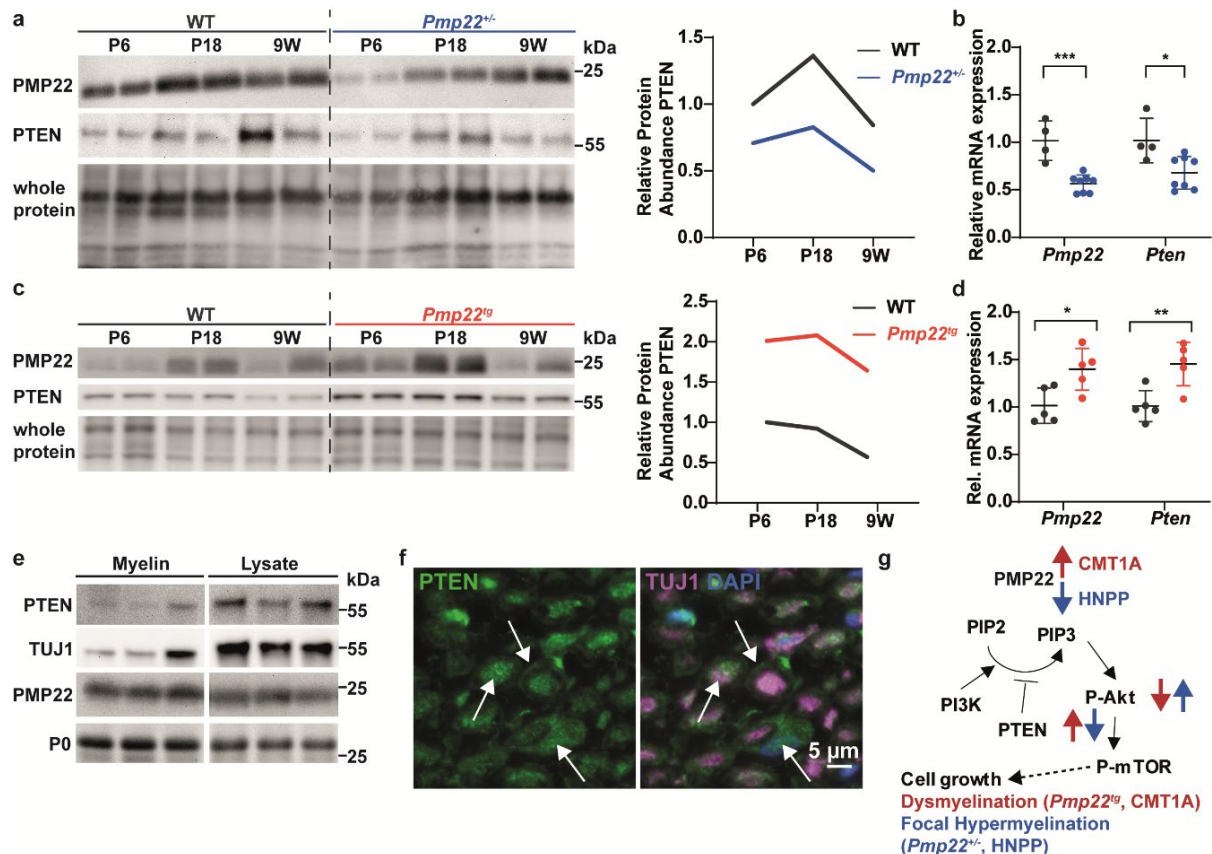 a
WT
Pmp22+/-
P6 P18 9W P6 P18 9W kDa
PMP22
25
PTEN
55
whole
protein
Relative Protein
Abundance PTEN
1.5
1.0
0.5
0.0
P6 P18 9W
WT
Pmp22+/-
b
Relative mRNA expression
2.0
1.5
1.0
0.5
0.0
*** *
Pmp22 Pten
c
WT
Pmp22tg
P6 P18 9W P6 P18 9W kDa
PMP22
25
PTEN
55
whole
protein
Relative Protein
Abundance PTEN
2.5
2.0
1.5
1.0
0.5
0.0
P6 P18 9W
WT
Pmp22tg
d
Rel. mRNA expression
2.0
1.5
1.0
0.5
0.0
* **
Pmp22 Pten
e
Myelin Lysate
kDa
PTEN
55
TUJ1
55
PMP22
25
P0
25
f
PTEN
TUJ1 DAPI
5 µm
g
CMT1A
PMP22
HNPP
PIP2 PIP3
PI3K
PTEN
P-Akt
P-mTOR
Cell growth
Dysmyelination (Pmp22tg, CMT1A)
Focal Hypermyelination
(Pmp22+/-, HNPP)